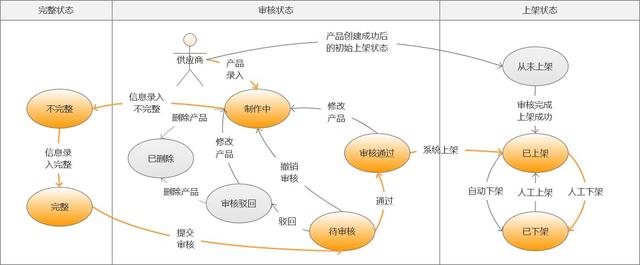 完整状态
审核状态
上架状态
供应商
产品创建成功后
的初始上架状态
产品
录入
从未上架
信息录入
不完整
不完整
制作中
修改
产品
审核完成
上架成功
删除产品
修改
产品
信息录
入完整
已删除
审核通过
系统上架
已上架
撤销
审核
删除产品
自动下架
人工上架
人工下架
完整
审核驳回
通过
提交
审核
驳回
待审核
已下架